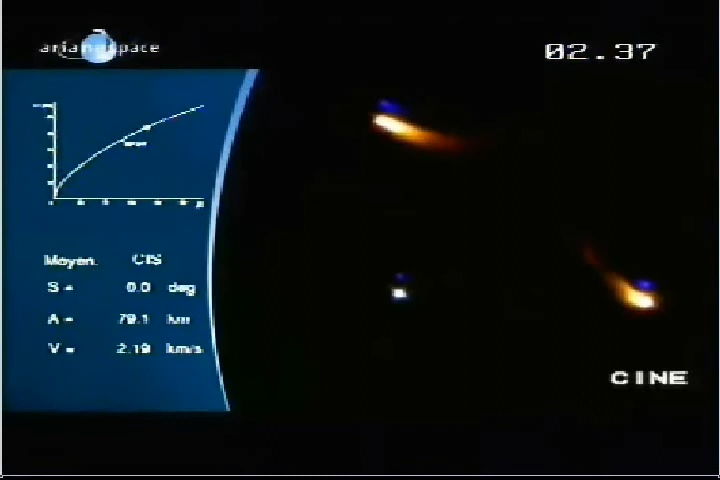 arianespace
02.37
Moyen. CIS
S = 0.0 deg
A = 79.1 km
V = 2.19 km/s
CINE